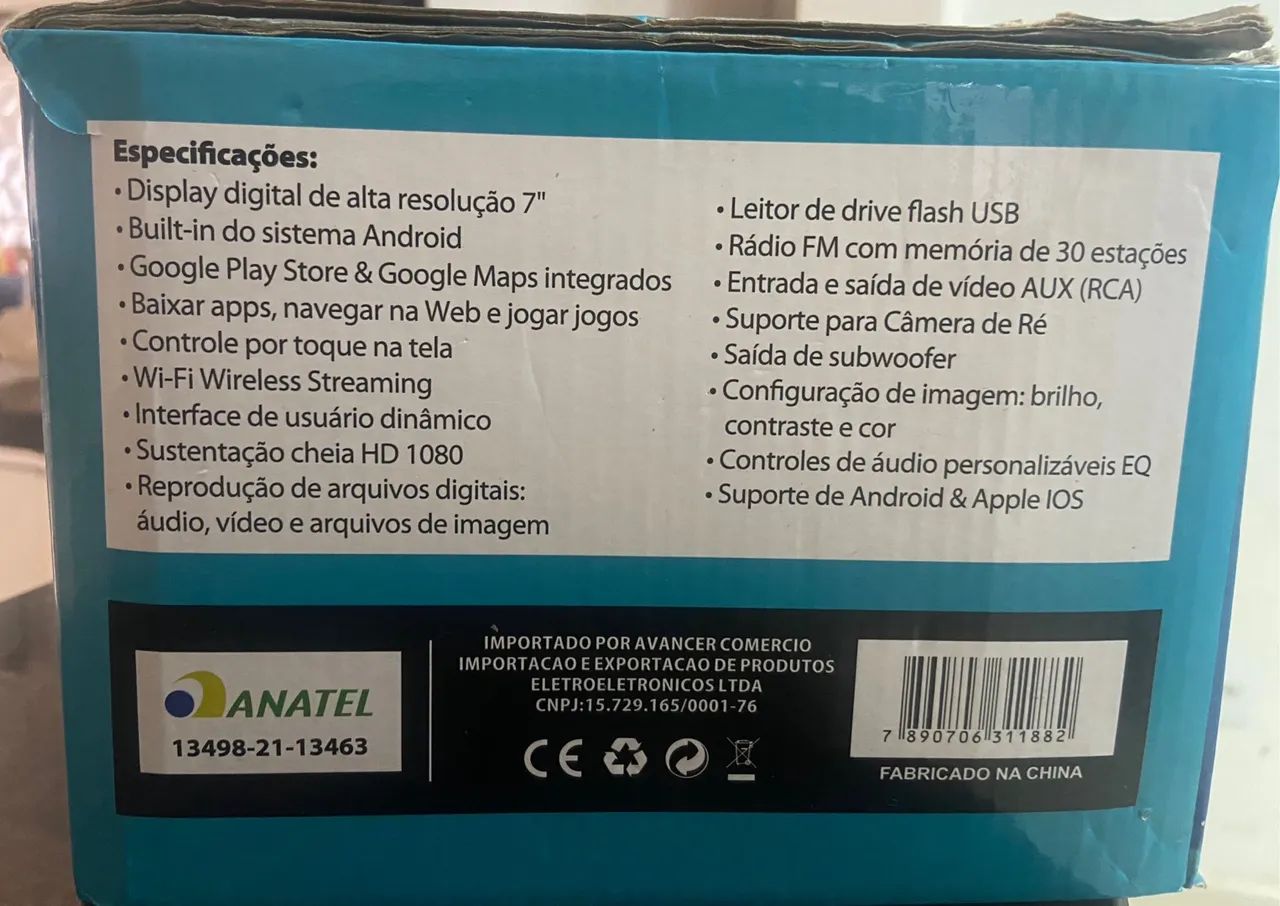 Especificações:
• Display digital de alta resolução 7"
• Built-in do sistema Android
• Google Play Store & Google Maps integrados
• Baixar apps, navegar na Web e jogar jogos
• Controle por toque na tela
• Wi-Fi Wireless Streaming
• Interface de usuário dinâmico
• Sustentação cheia HD 1080
• Reprodução de arquivos digitais:
áudio, vídeo e arquivos de imagem
• Leitor de drive flash USB
• Rádio FM com memória de 30 estações
• Entrada e saída de vídeo AUX (RCA)
• Suporte para Câmera de Ré
• Saída de subwoofer
• Configuração de imagem: brilho,
contraste e cor
• Controles de áudio personalizáveis EQ
• Suporte de Android & Apple IOS
ANATEL
13498-21-13463
IMPORTADO POR AVANCER COMERCIO
IMPORTACAO E EXPORTACAO DE PRODUTOS
ELETROELETRONICOS LTDA
CNPJ:15.729.165/0001-76
CE
7 890706 311882
FABRICADO NA CHINA